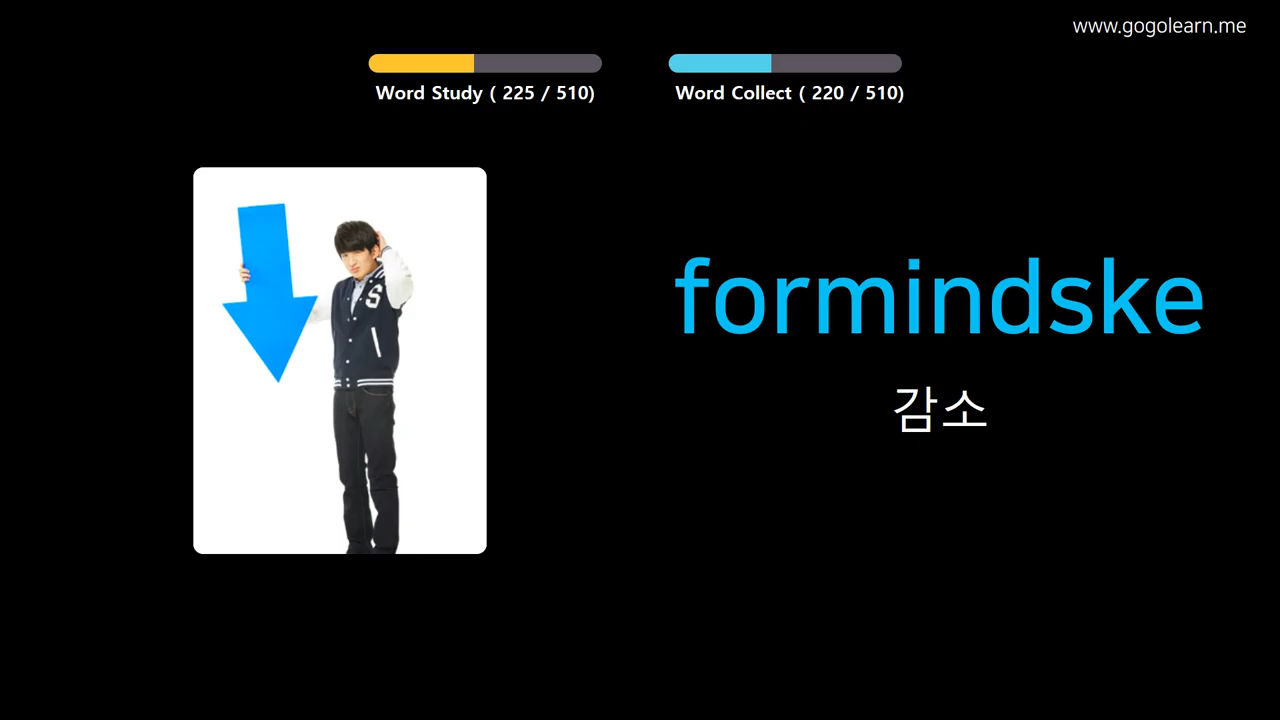 www.gogolearn.me
Word Study ( 225 / 510)
Word Collect ( 220 / 510)
S
formindske
감소